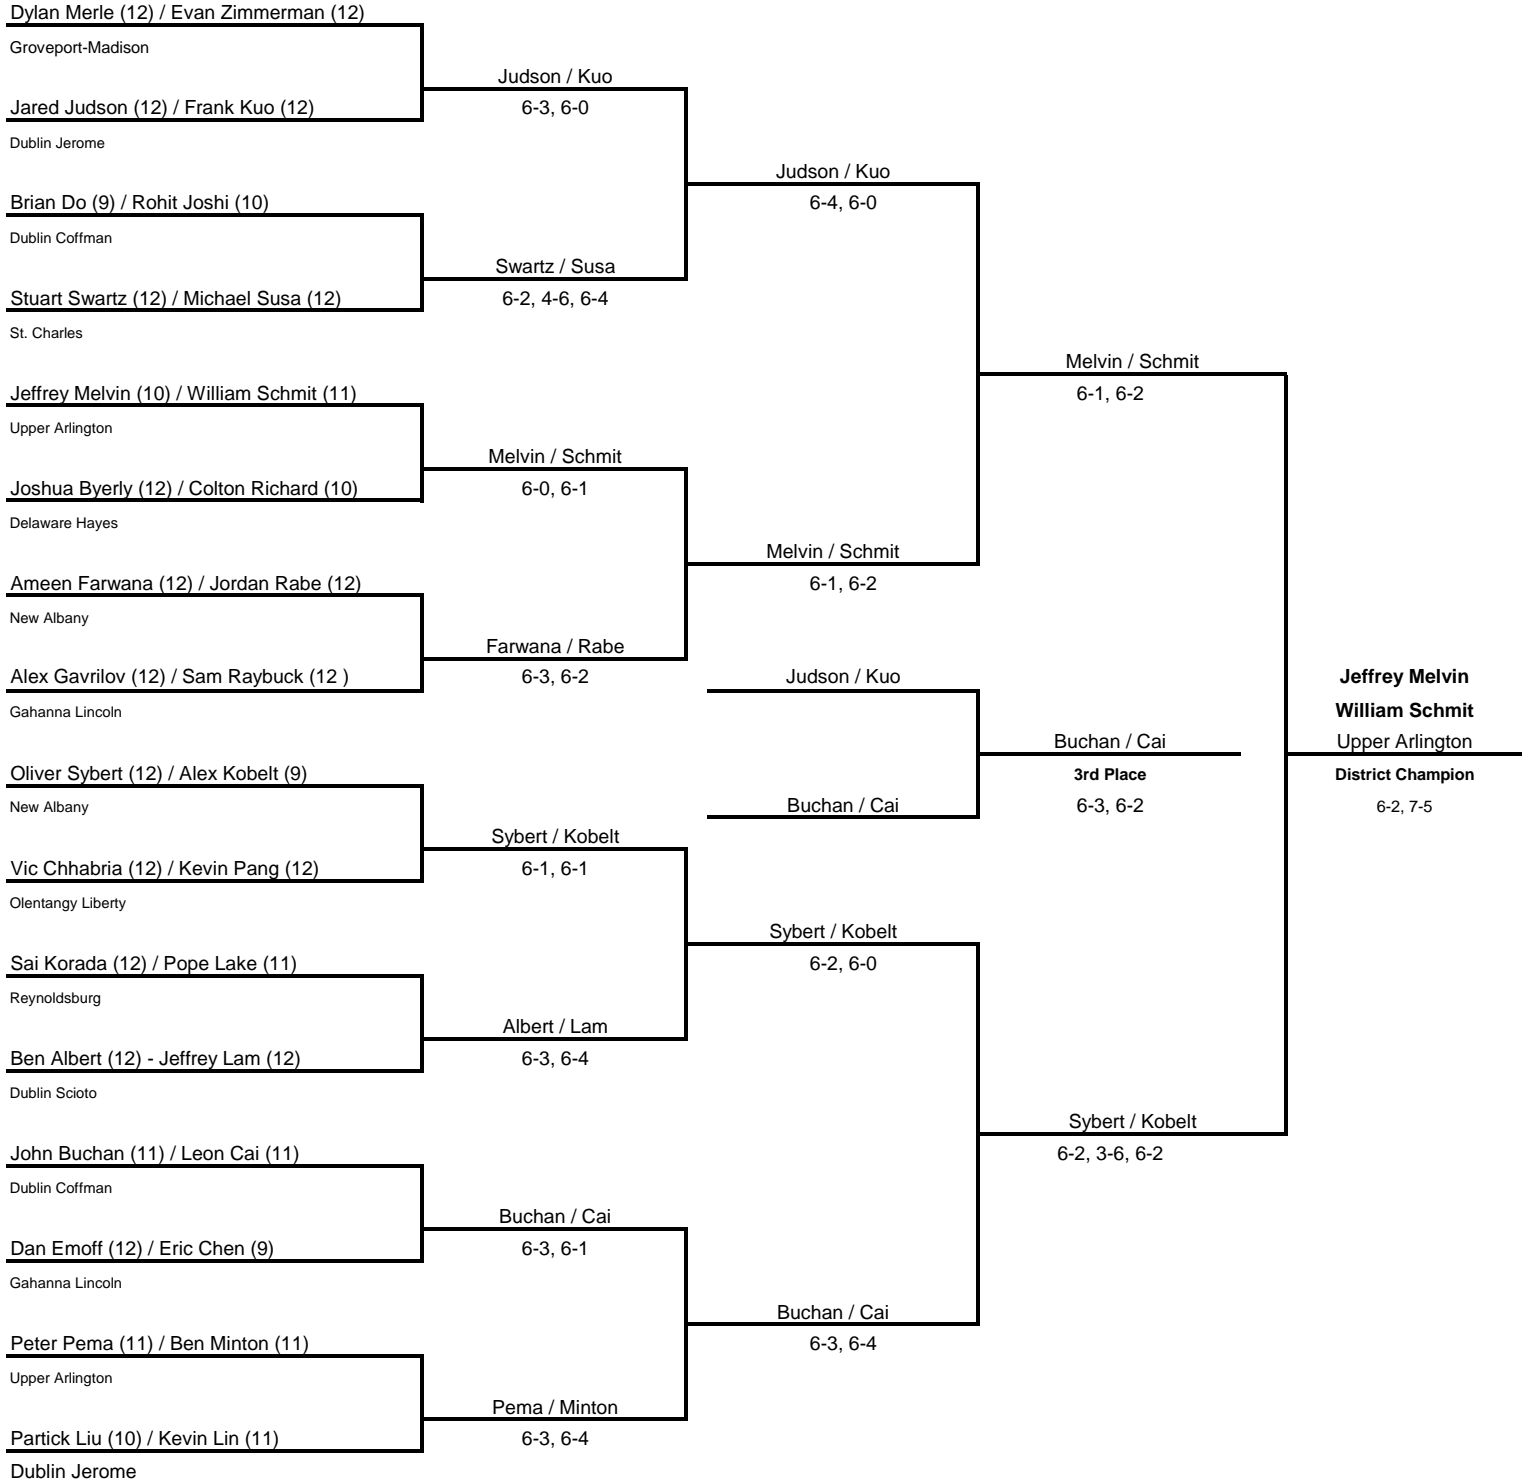 Dylan Merle (12) / Evan Zimmerman (12)
Groveport-Madison
Judson / Kuo
Jared Judson (12) / Frank Kuo (12)
6-3, 6-0
Dublin Jerome
Judson / Kuo
Brian Do (9) / Rohit Joshi (10)
6-4, 6-0
Dublin Coffman
Swartz / Susa
Stuart Swartz (12) / Michael Susa (12)
6-2, 4-6, 6-4
St. Charles
Melvin / Schmit
Jeffrey Melvin (10) / William Schmit (11)
6-1, 6-2
Upper Arlington
Melvin / Schmit
Joshua Byerly (12) / Colton Richard (10)
6-0, 6-1
Delaware Hayes
Melvin / Schmit
Ameen Farwana (12) / Jordan Rabe (12)
6-1, 6-2
New Albany
Farwana / Rabe
Alex Gavrilov (12) / Sam Raybuck (12 )
6-3, 6-2
Judson / Kuo
Jeffrey Melvin
Gahanna Lincoln
William Schmit
Buchan / Cai
Upper Arlington
Oliver Sybert (12) / Alex Kobelt (9)
3rd Place
District Champion
New Albany
Buchan / Cai
6-3, 6-2
6-2, 7-5
Sybert / Kobelt
Vic Chhabria (12) / Kevin Pang (12)
6-1, 6-1
Olentangy Liberty
Sybert / Kobelt
Sai Korada (12) / Pope Lake (11)
6-2, 6-0
Reynoldsburg
Albert / Lam
Ben Albert (12) - Jeffrey Lam (12)
6-3, 6-4
Dublin Scioto
Sybert / Kobelt
John Buchan (11) / Leon Cai (11)
6-2, 3-6, 6-2
Dublin Coffman
Buchan / Cai
Dan Emoff (12) / Eric Chen (9)
6-3, 6-1
Gahanna Lincoln
Buchan / Cai
Peter Pema (11) / Ben Minton (11)
6-3, 6-4
Upper Arlington
Pema / Minton
Partick Liu (10) / Kevin Lin (11)
6-3, 6-4
Dublin Jerome